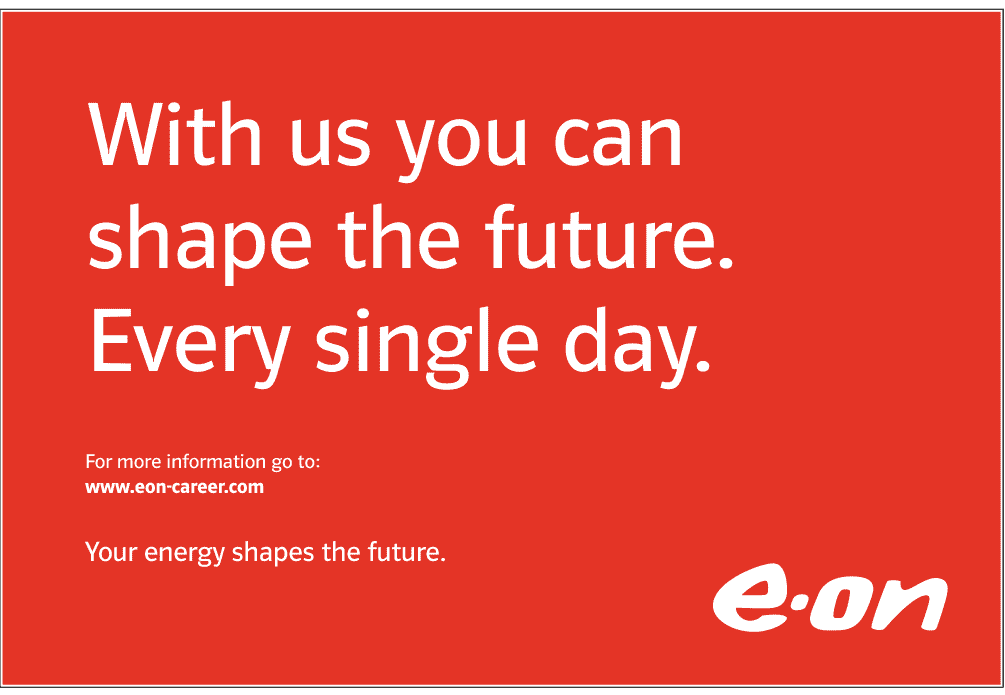 With us you can
shape the future.
Every single day.
For more information go to:
www.eon-career.com
Your energy shapes the future.
e·on